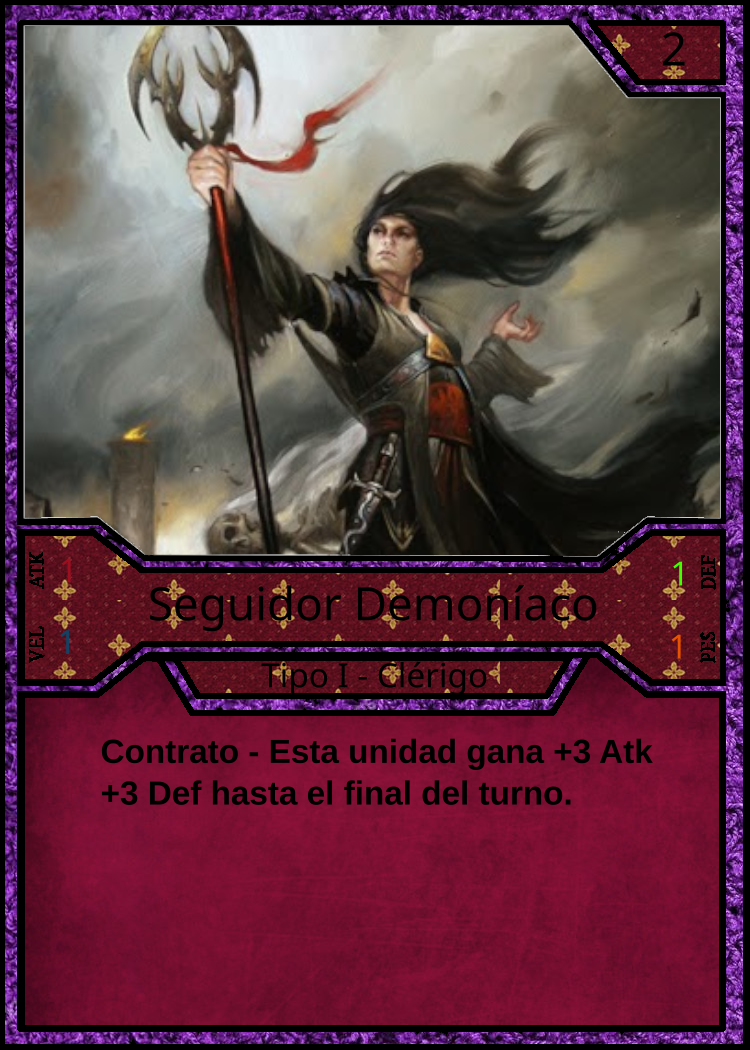 2
ATK 1
1 DEF
Seguidor Demoníaco
VEL 1
1 PES
Tipo I - Clérigo
Contrato - Esta unidad gana +3 Atk
+3 Def hasta el final del turno.